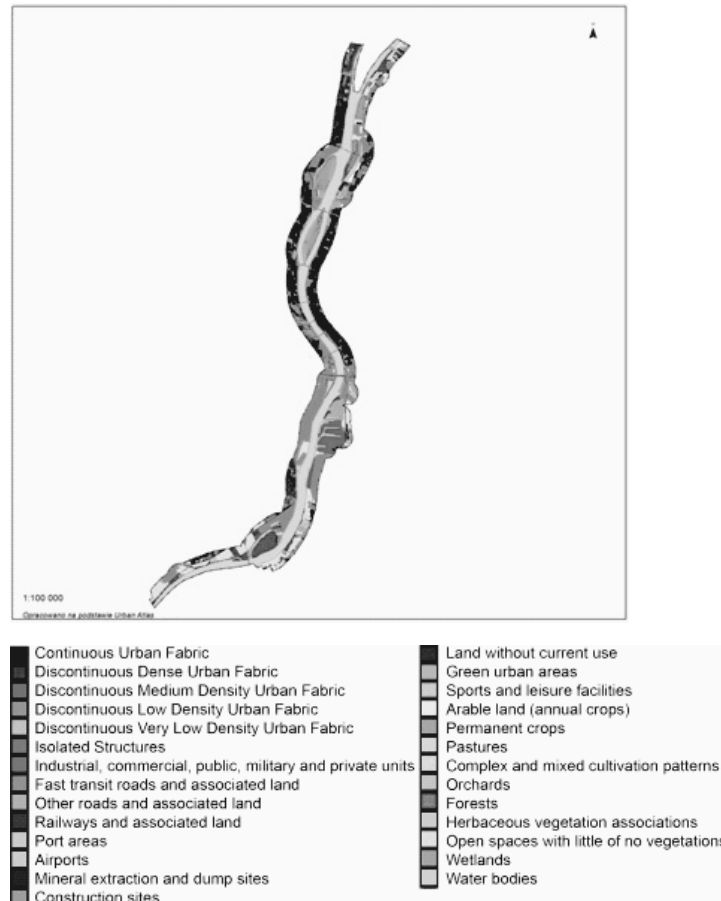 1:100 000
Opracowano na podstawie Urban Atlas
Continuous Urban Fabric
Discontinuous Dense Urban Fabric
Discontinuous Medium Density Urban Fabric
Discontinuous Low Density Urban Fabric
Discontinuous Very Low Density Urban Fabric
Isolated Structures
Industrial, commercial, public, military and private units
Fast transit roads and associated land
Other roads and associated land
Railways and associated land
Port areas
Airports
Mineral extraction and dump sites
Construction sites
Land without current use
Green urban areas
Sports and leisure facilities
Arable land (annual crops)
Permanent crops
Pastures
Complex and mixed cultivation patterns
Orchards
Forests
Herbaceous vegetation associations
Open spaces with little of no vegetations
Wetlands
Water bodies